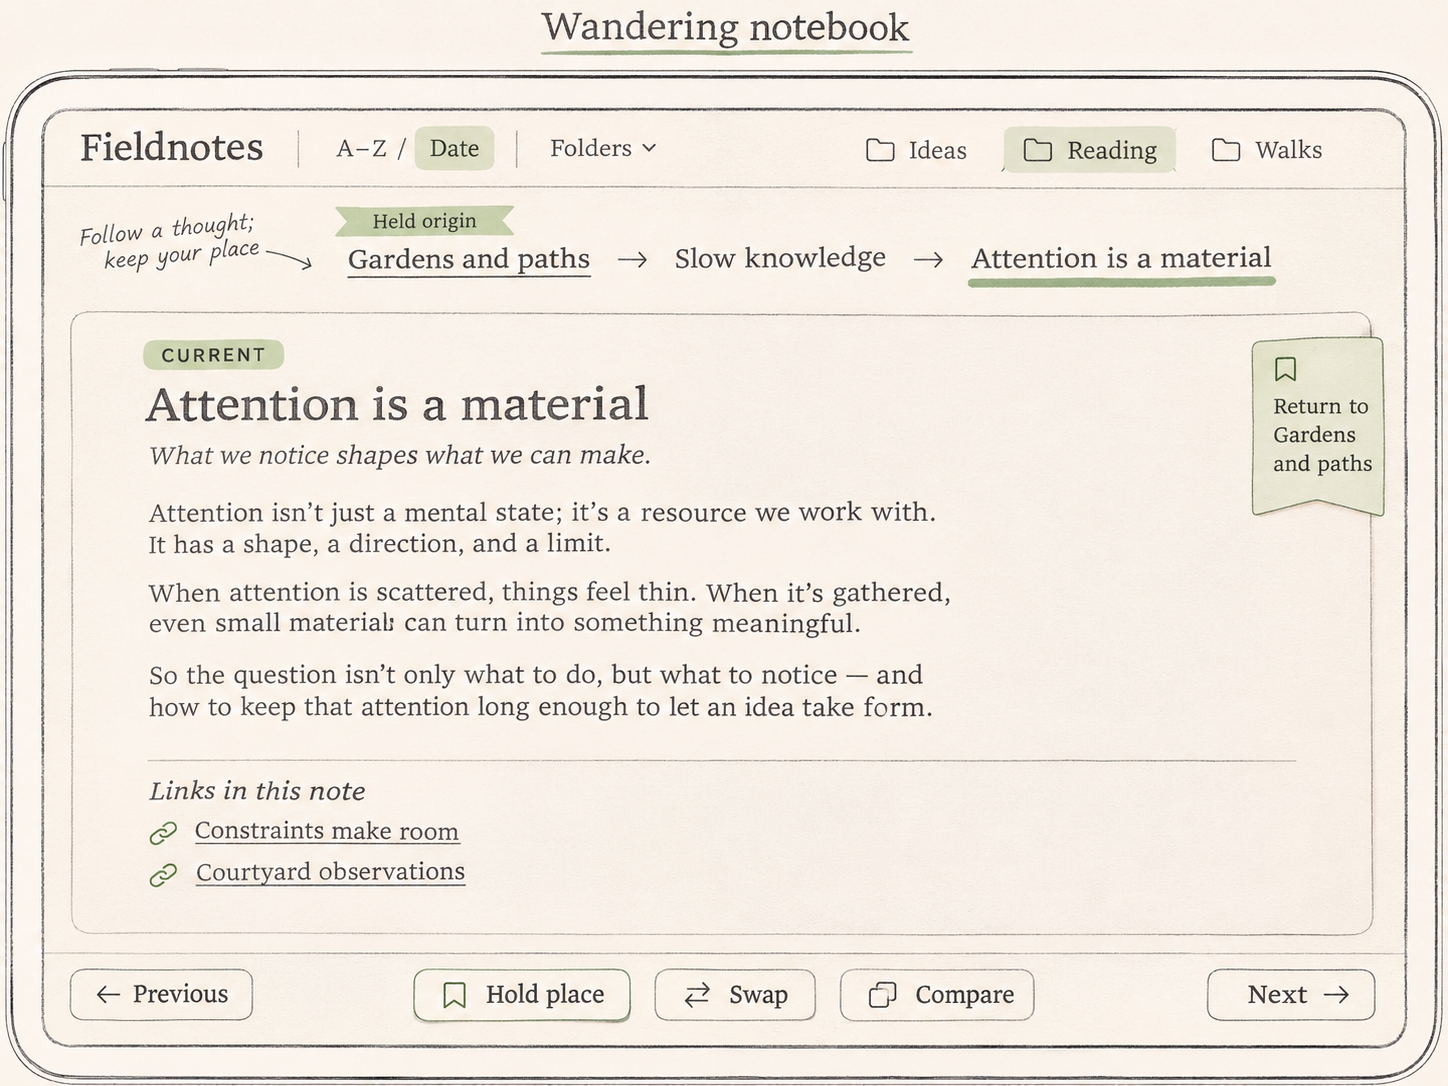 Wandering notebook
Fieldnotes
A–Z / Date
Folders
Ideas
Reading
Walks
Follow a thought;
keep your place
Held origin
Gardens and paths → Slow knowledge → Attention is a material
CURRENT
Attention is a material
What we notice shapes what we can make.
Return to
Gardens
and paths
Attention isn’t just a mental state; it’s a resource we work with.
It has a shape, a direction, and a limit.
When attention is scattered, things feel thin. When it’s gathered,
even small materials can turn into something meaningful.
So the question isn’t only what to do, but what to notice — and
how to keep that attention long enough to let an idea take form.
Links in this note
Constraints make room
Courtyard observations
← Previous
Hold place
Swap
Compare
Next →